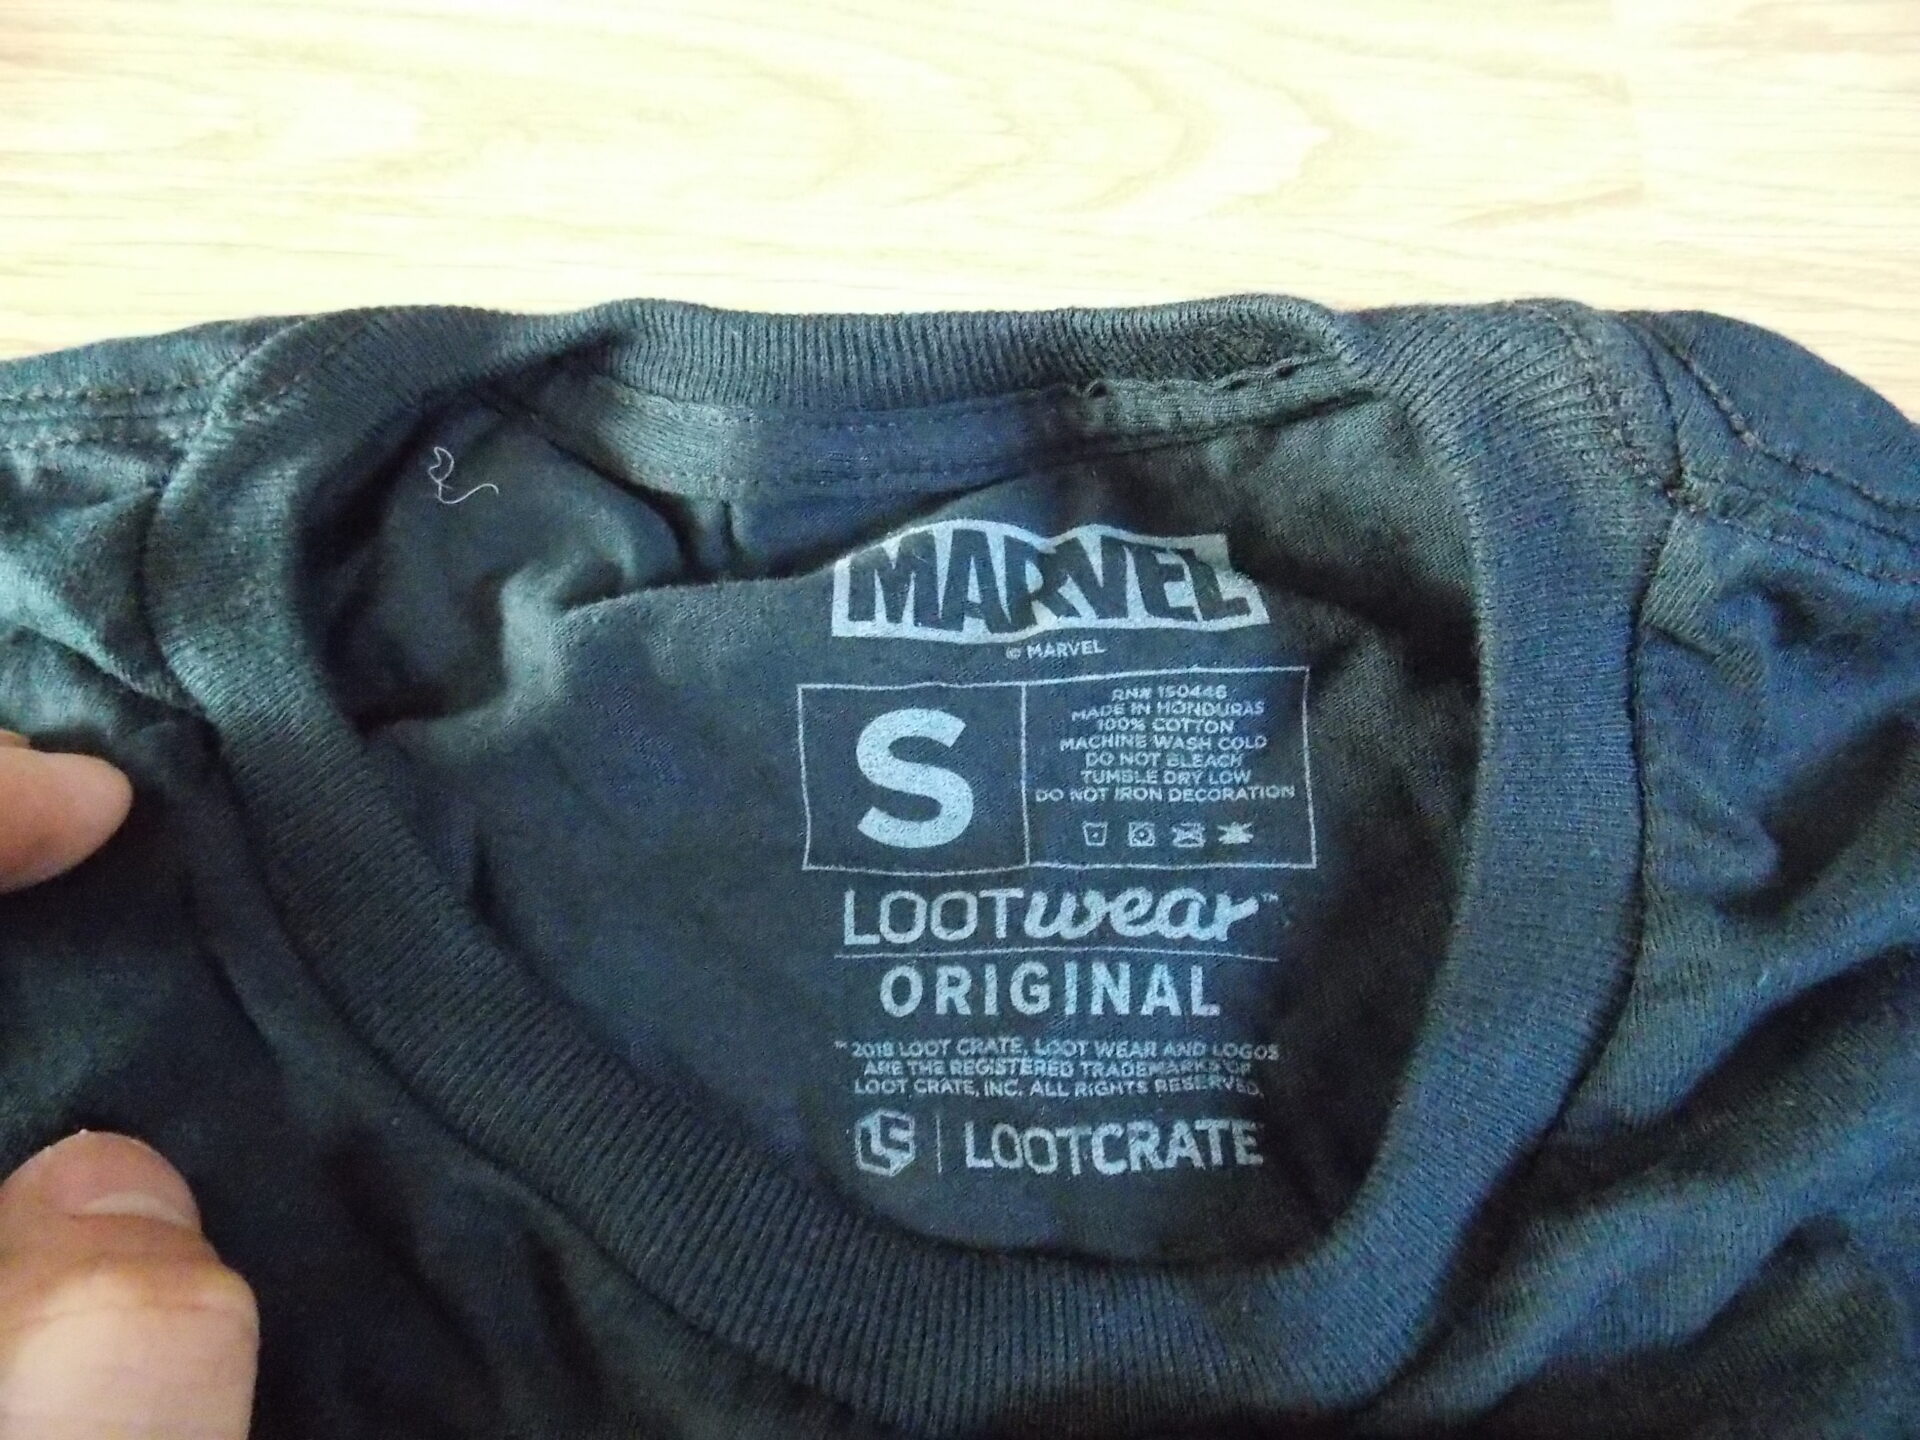 MARVEL
© MARVEL
S
RN# 150446
MADE IN HONDURAS
100% COTTON
MACHINE WASH COLD
DO NOT BLEACH
TUMBLE DRY LOW
DO NOT IRON DECORATION
LOOTwear™
ORIGINAL
™ 2018 LOOT CRATE, LOOT WEAR AND LOGOS
ARE THE REGISTERED TRADEMARKS OF
LOOT CRATE, INC. ALL RIGHTS RESERVED.
LOOTCRATE